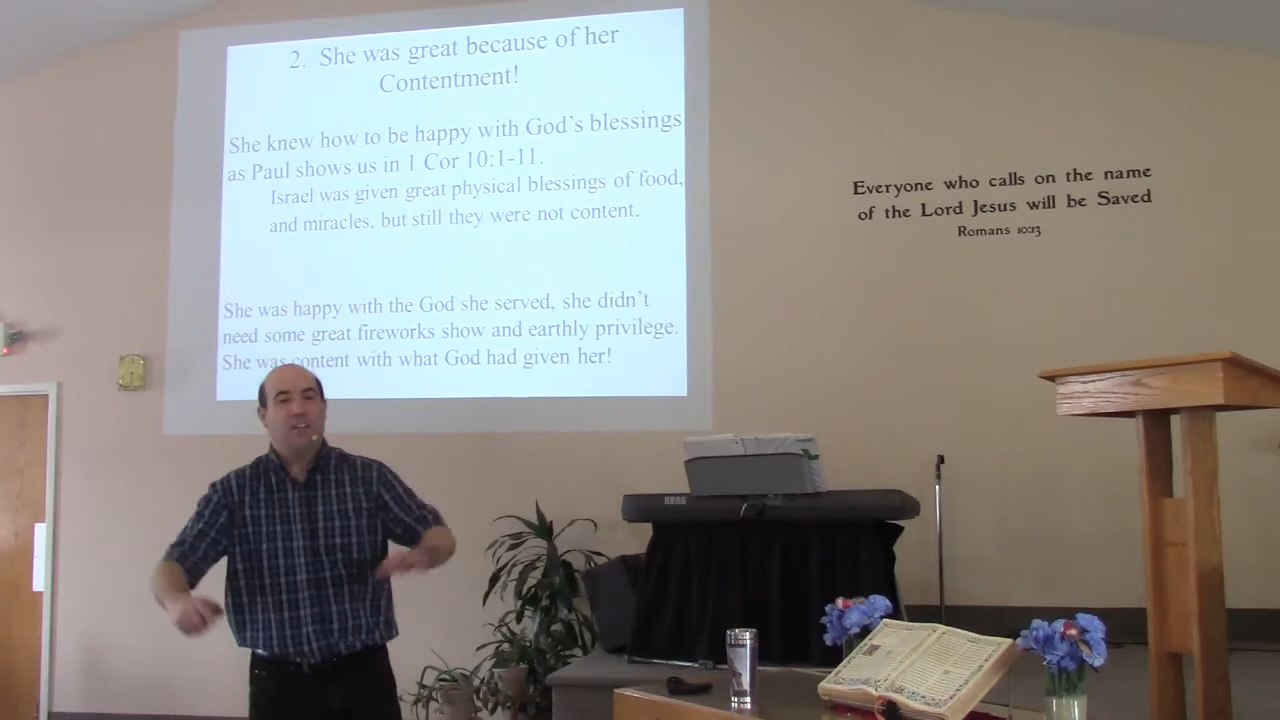 2. She was great because of her
Contentment!
She knew how to be happy with God's blessings
as Paul shows us in 1 Cor 10:1-11.
Israel was given great physical blessings of food,
and miracles, but still they were not content.
She was happy with the God she served, she didn't
need some great fireworks show and earthly privilege.
She was content with what God had given her!
Everyone who calls on the name
of the Lord Jesus will be Saved
Romans 10:13
KORG